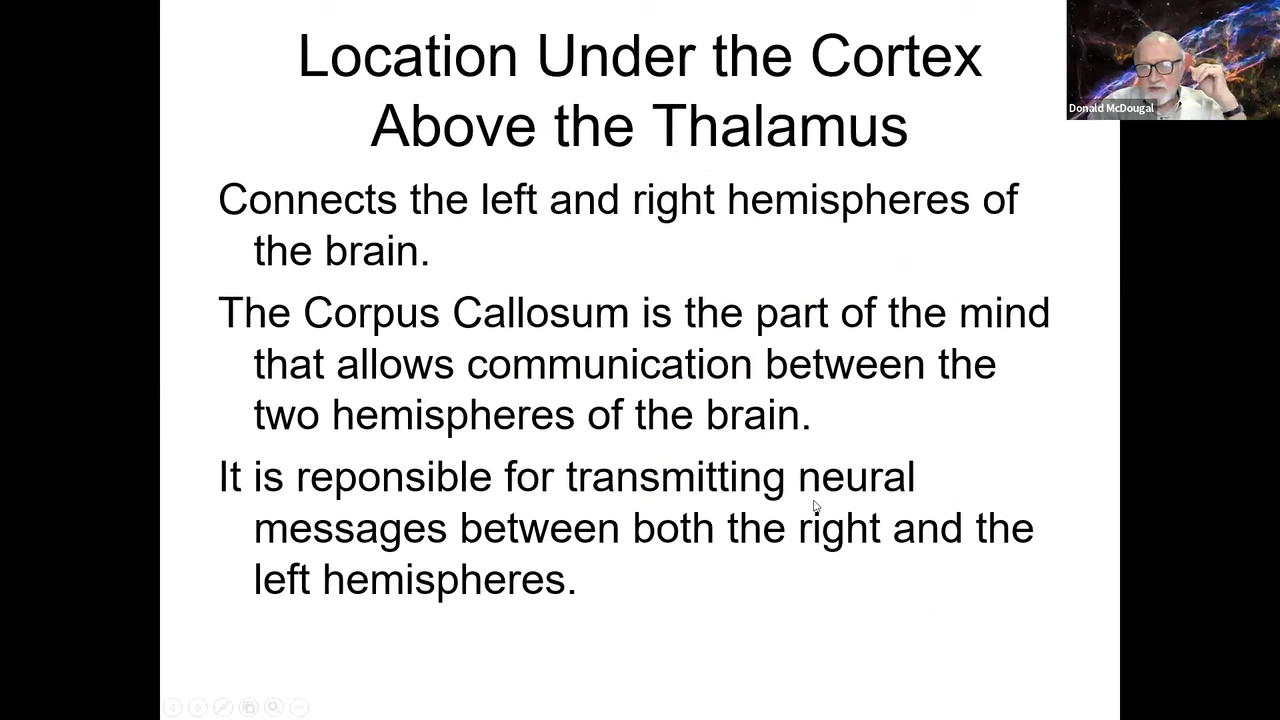 Location Under the Cortex
Above the Thalamus
Donald McDougal
Connects the left and right hemispheres of
the brain.
The Corpus Callosum is the part of the mind
that allows communication between the
two hemispheres of the brain.
It is reponsible for transmitting neural
messages between both the right and the
left hemispheres.